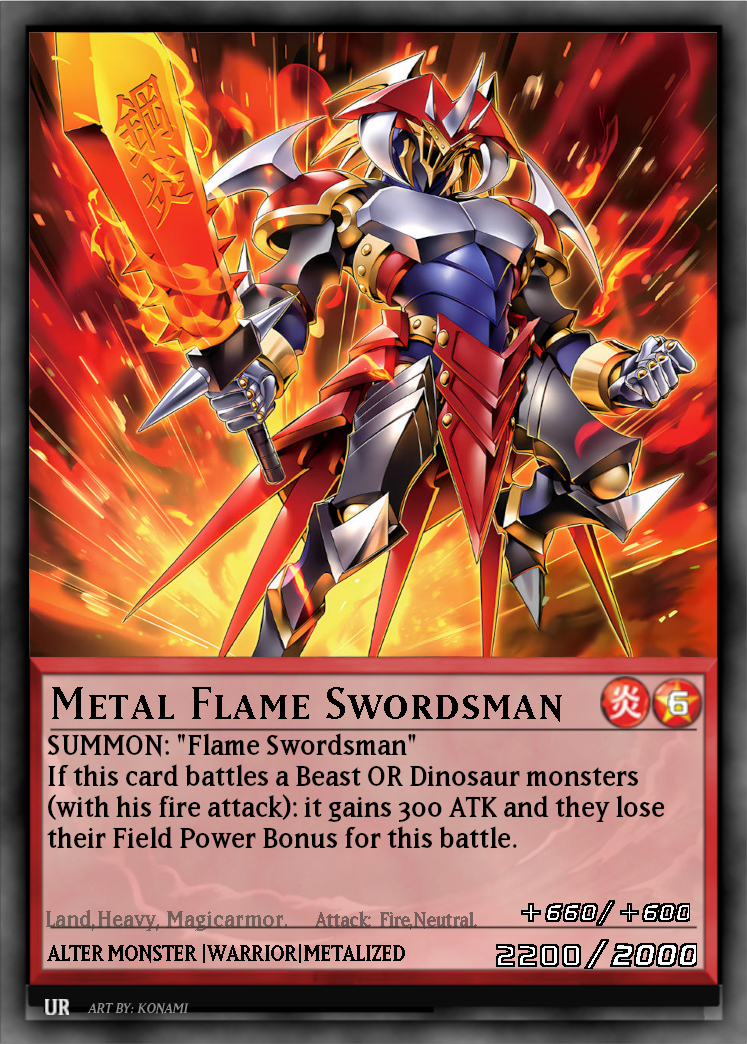 鋼炎
METAL FLAME SWORDSMAN
炎 6
SUMMON: "Flame Swordsman"
If this card battles a Beast OR Dinosaur monsters
(with his fire attack): it gains 300 ATK and they lose
their Field Power Bonus for this battle.
Land,Heavy, Magicarmor. Attack: Fire,Neutral.
+660/+600
ALTER MONSTER |WARRIOR|METALIZED
2200/2000
UR ART BY: KONAMI